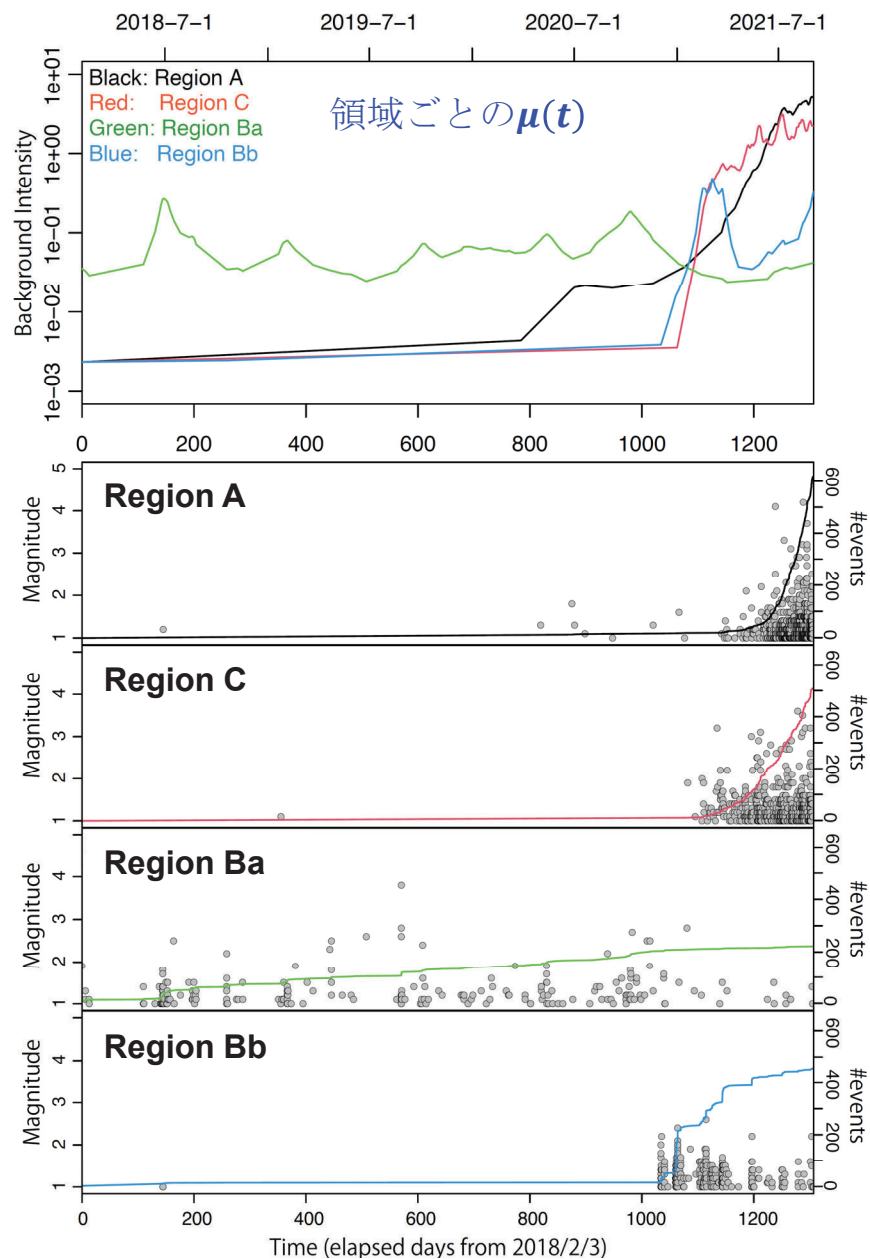 2018-7-1 2019-7-1 2020-7-1 2021-7-1
Black: Region A
Red: Region C
Green: Region Ba
Blue: Region Bb
領域ごとのμ(t)
Background Intensity
1e+01
1e+00
1e-01
1e-02
1e-03
0 200 400 600 800 1000 1200
Region A
Magnitude
5
4
3
2
1
#events
600
400
200
0
Region C
Magnitude
4
3
2
1
#events
600
400
200
0
Region Ba
Magnitude
4
3
2
1
#events
600
400
200
0
Region Bb
Magnitude
4
3
2
1
#events
600
400
200
0
0 200 400 600 800 1000 1200
Time (elapsed days from 2018/2/3)